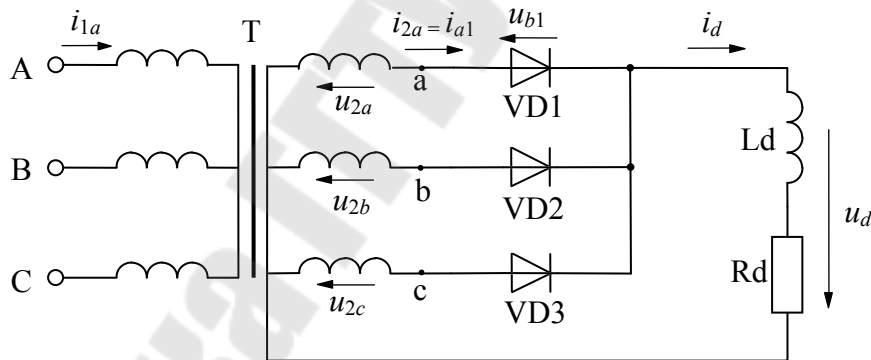 i1a
T
i2a = ia1
ub1
id
A
a
u2a
VD1
Ld
B
b
u2b
VD2
ud
C
c
u2c
VD3
Rd